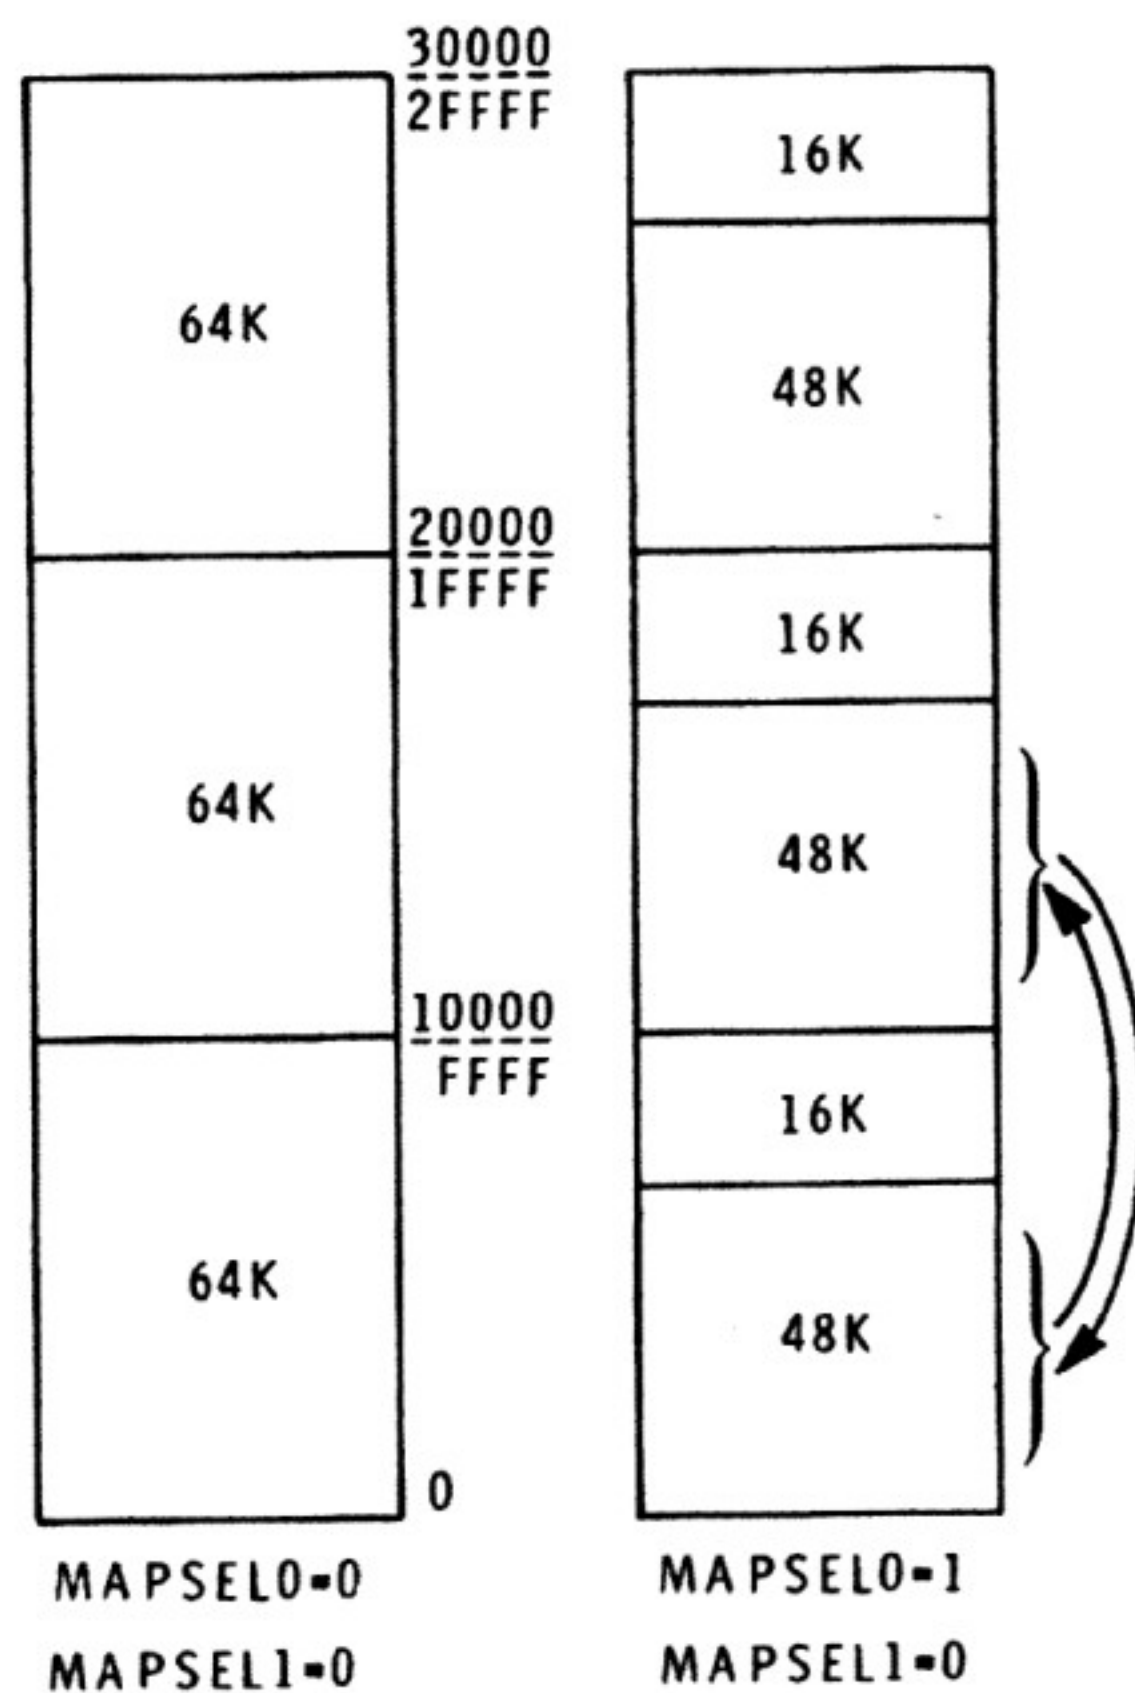 30000
2FFFF
64K
20000
1FFFF
64K
10000
FFFF
64K
0
MAPSEL0=0
MAPSEL1=0
16K
48K
16K
48K
16K
48K
MAPSEL0=1
MAPSEL1=0